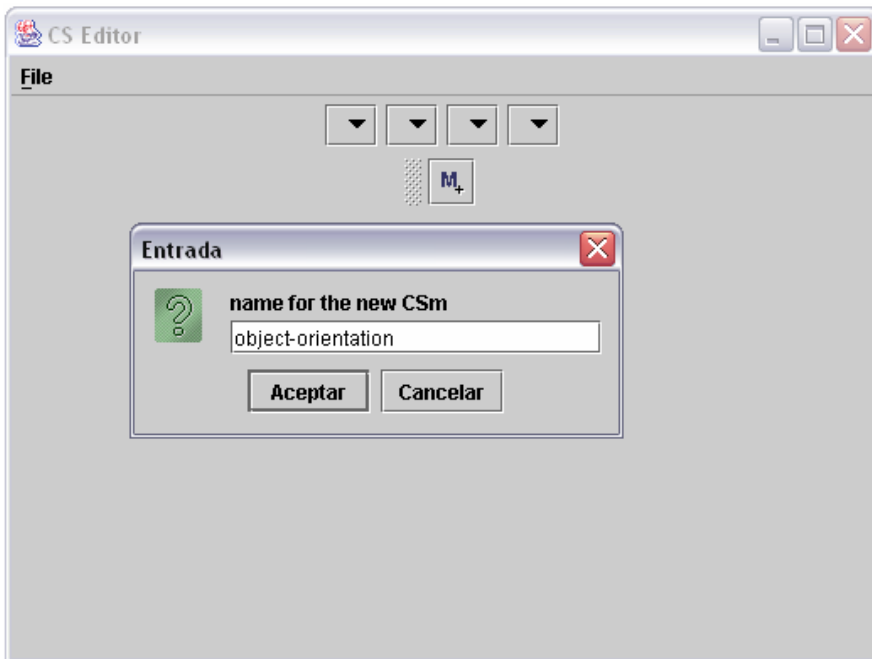 CS Editor
File
M+
Entrada
name for the new CSm
object-orientation
Aceptar Cancelar